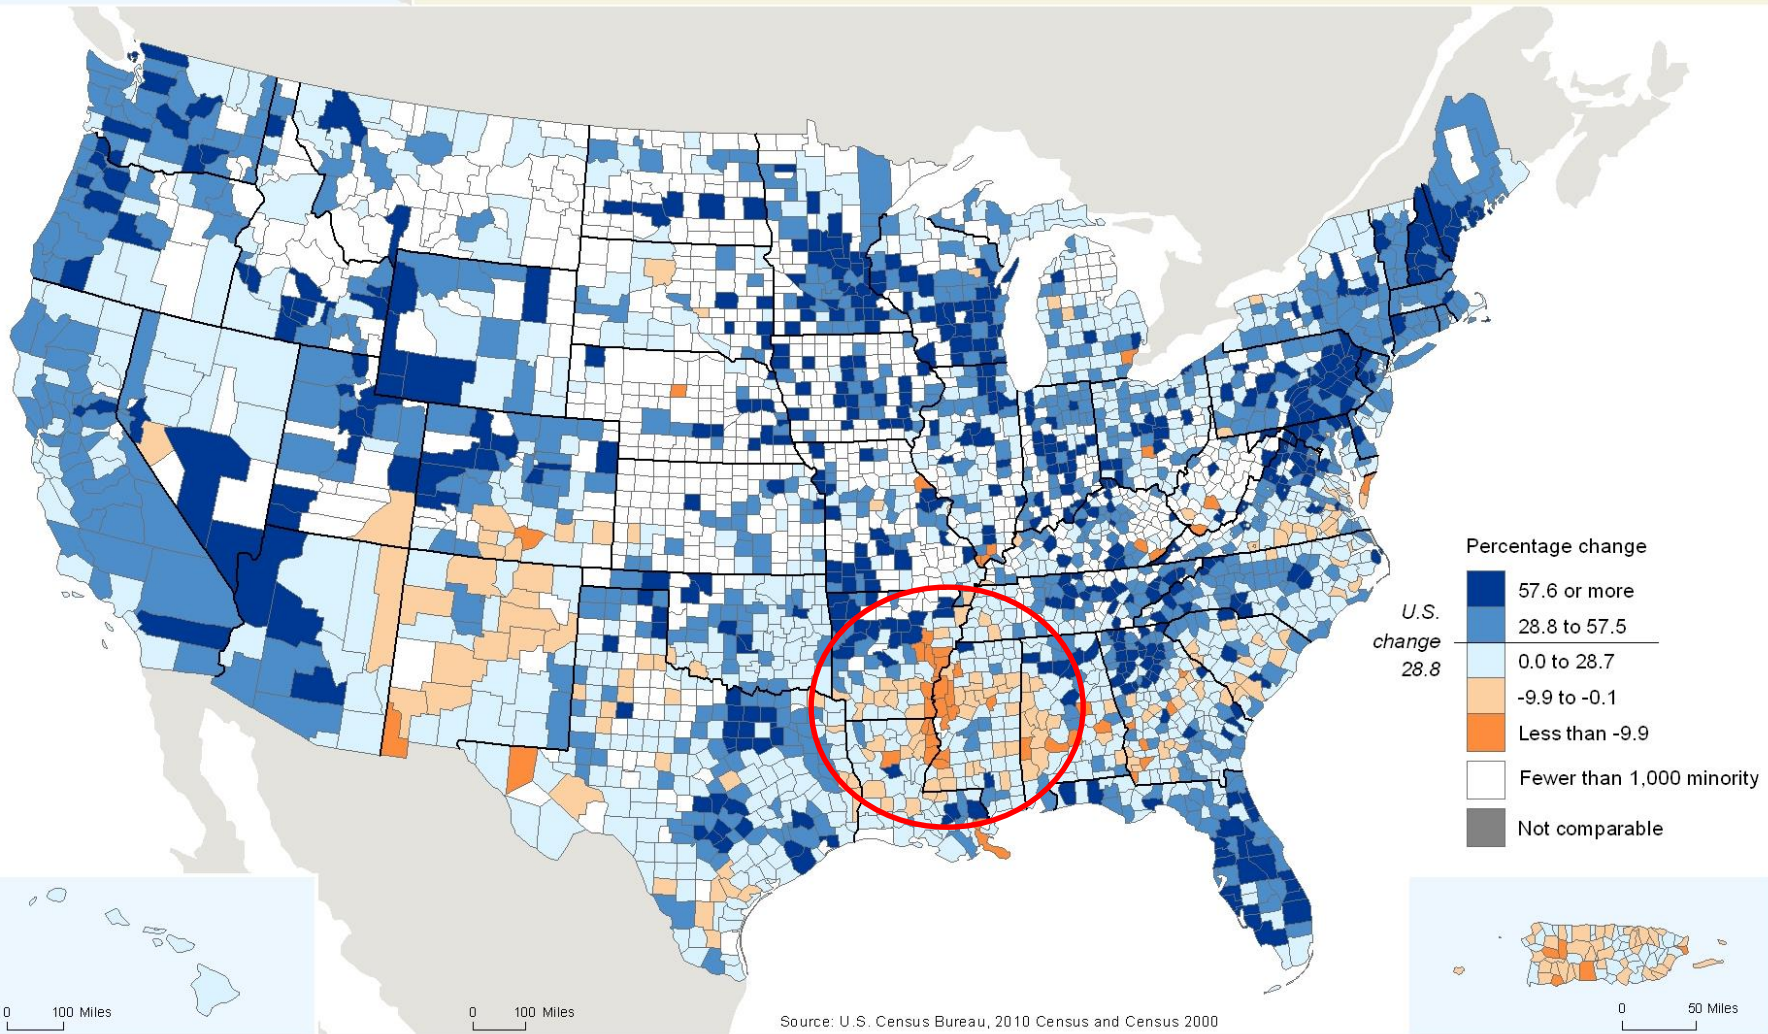 Percentage change
57.6 or more
28.8 to 57.5
U.S.
change
28.8
0.0 to 28.7
-9.9 to -0.1
Less than -9.9
Fewer than 1,000 minority
Not comparable
0 100 Miles
0 100 Miles
Source: U.S. Census Bureau, 2010 Census and Census 2000
0 50 Miles